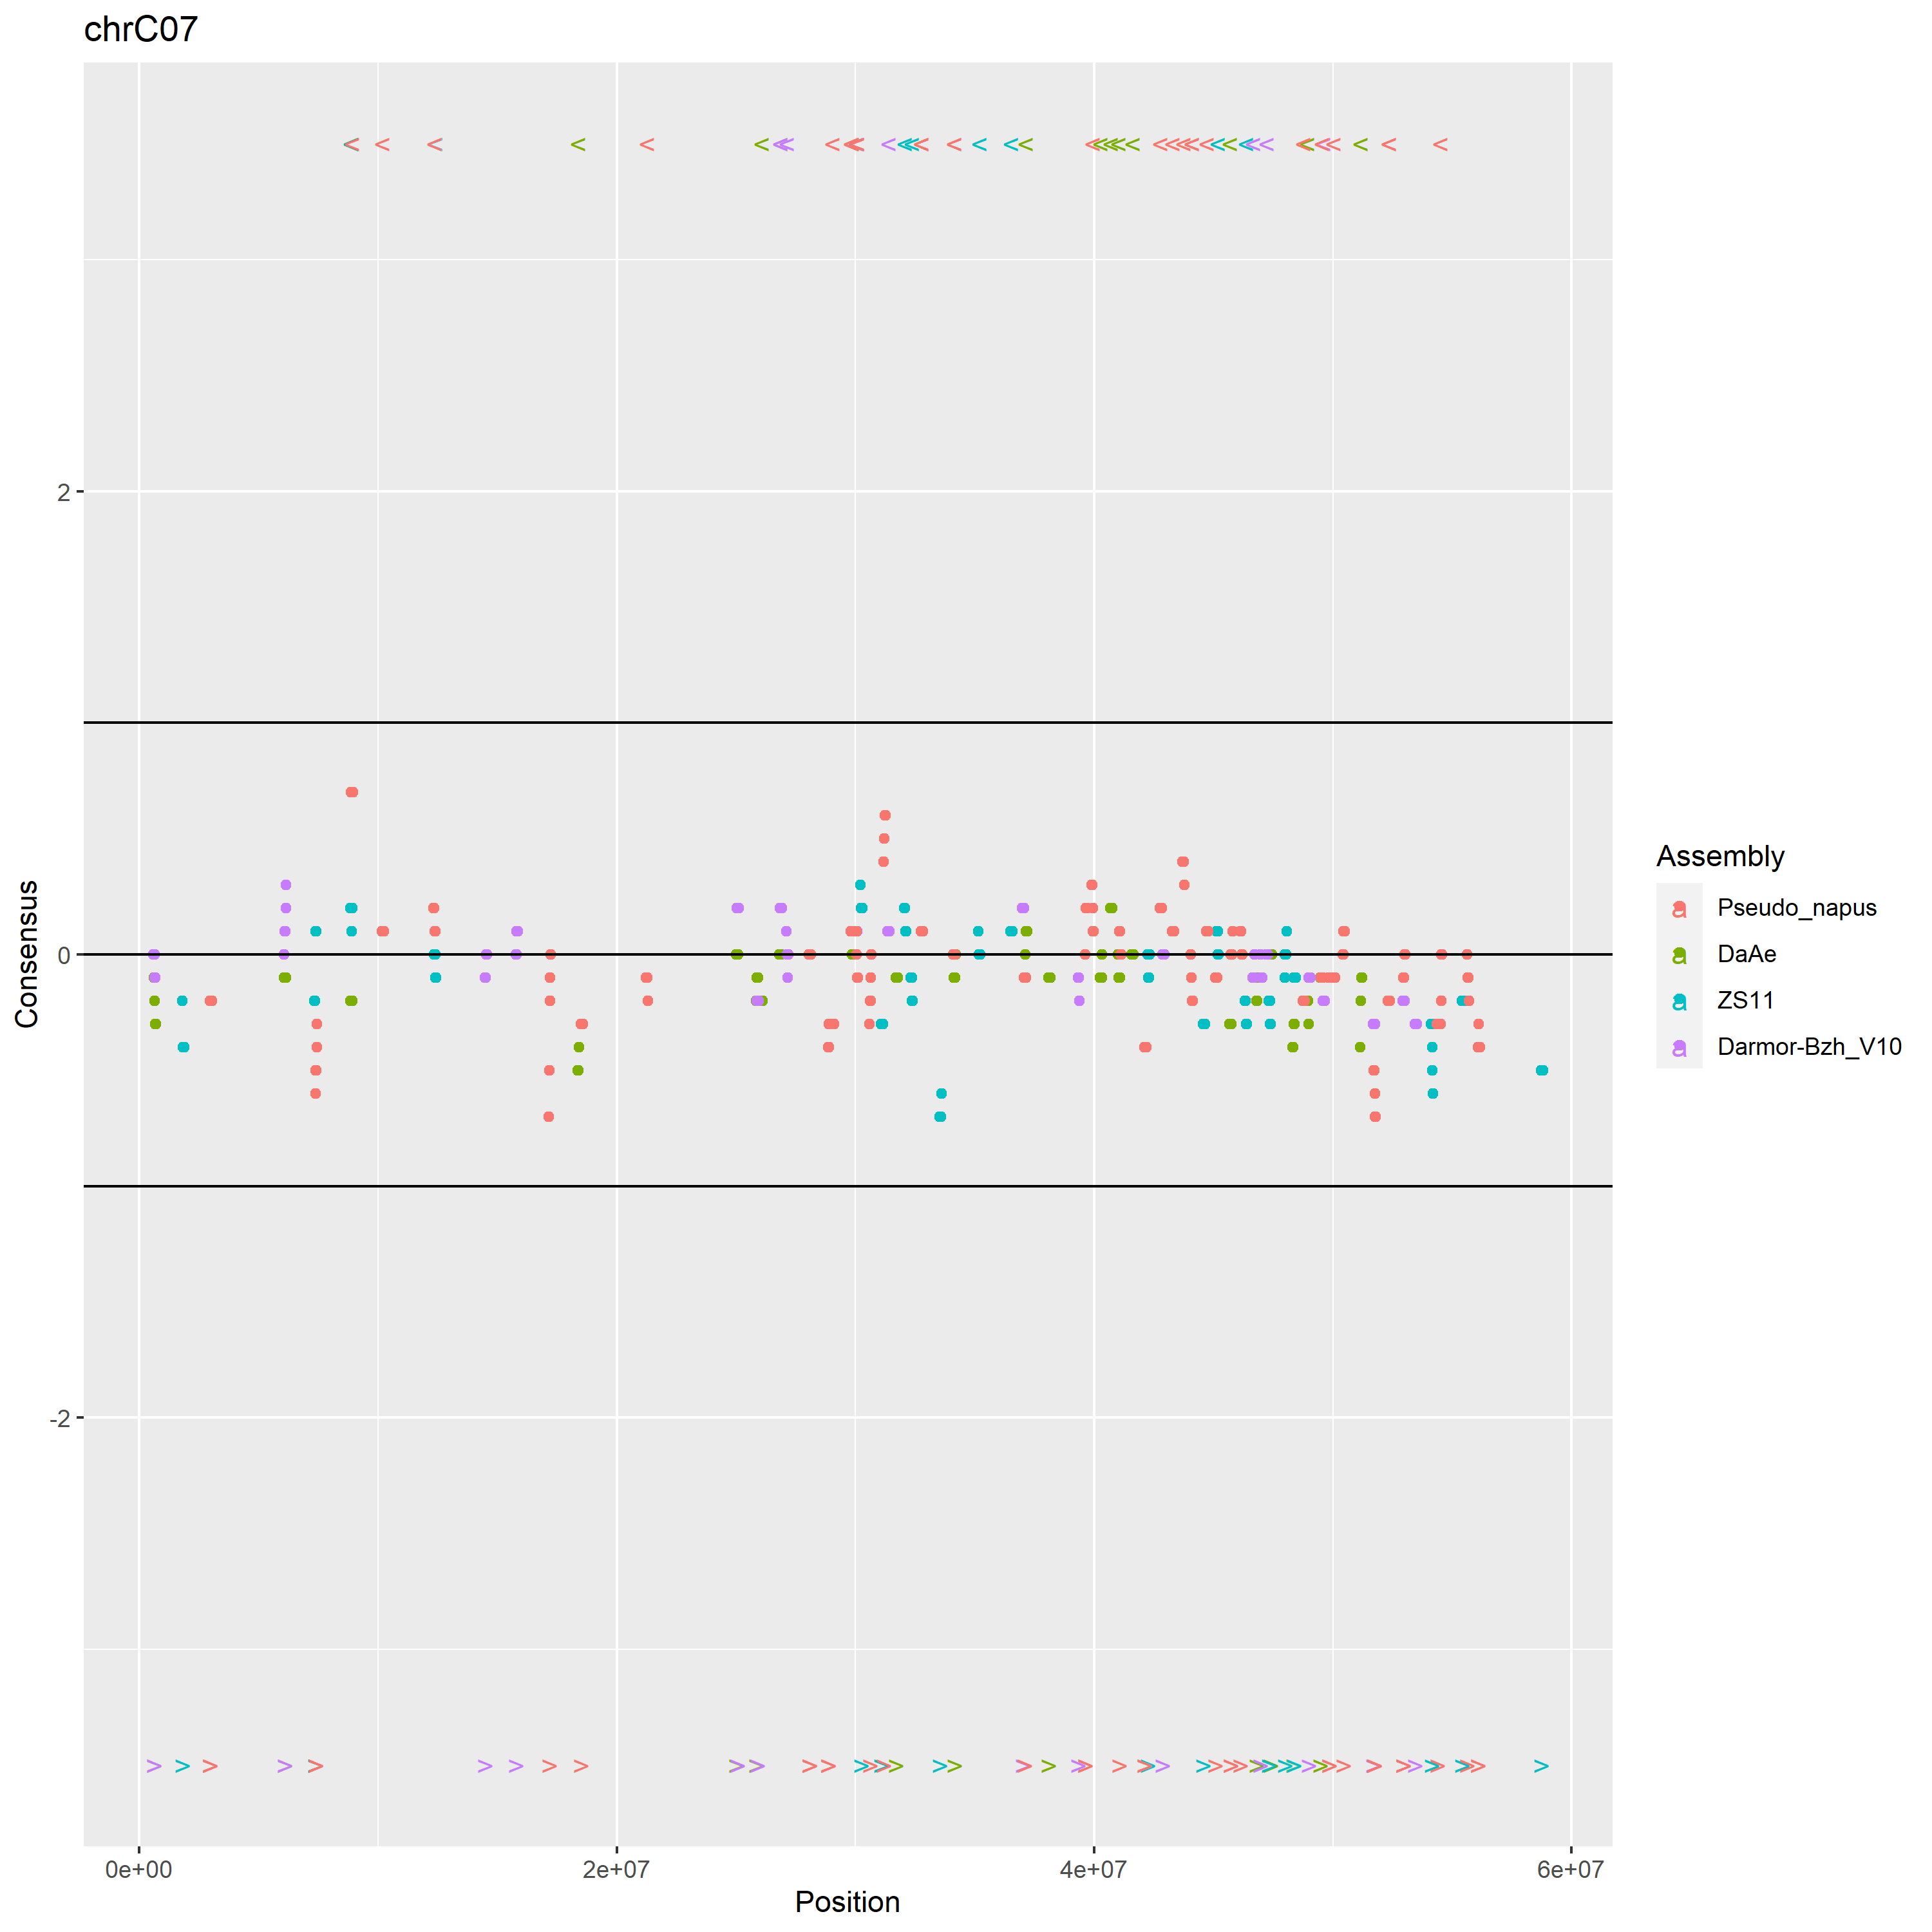 chrC07
Consensus
2
0
-2
0e+00 2e+07 4e+07 6e+07
Position
Assembly
a Pseudo_napus
a DaAe
a ZS11
a Darmor-Bzh_V10